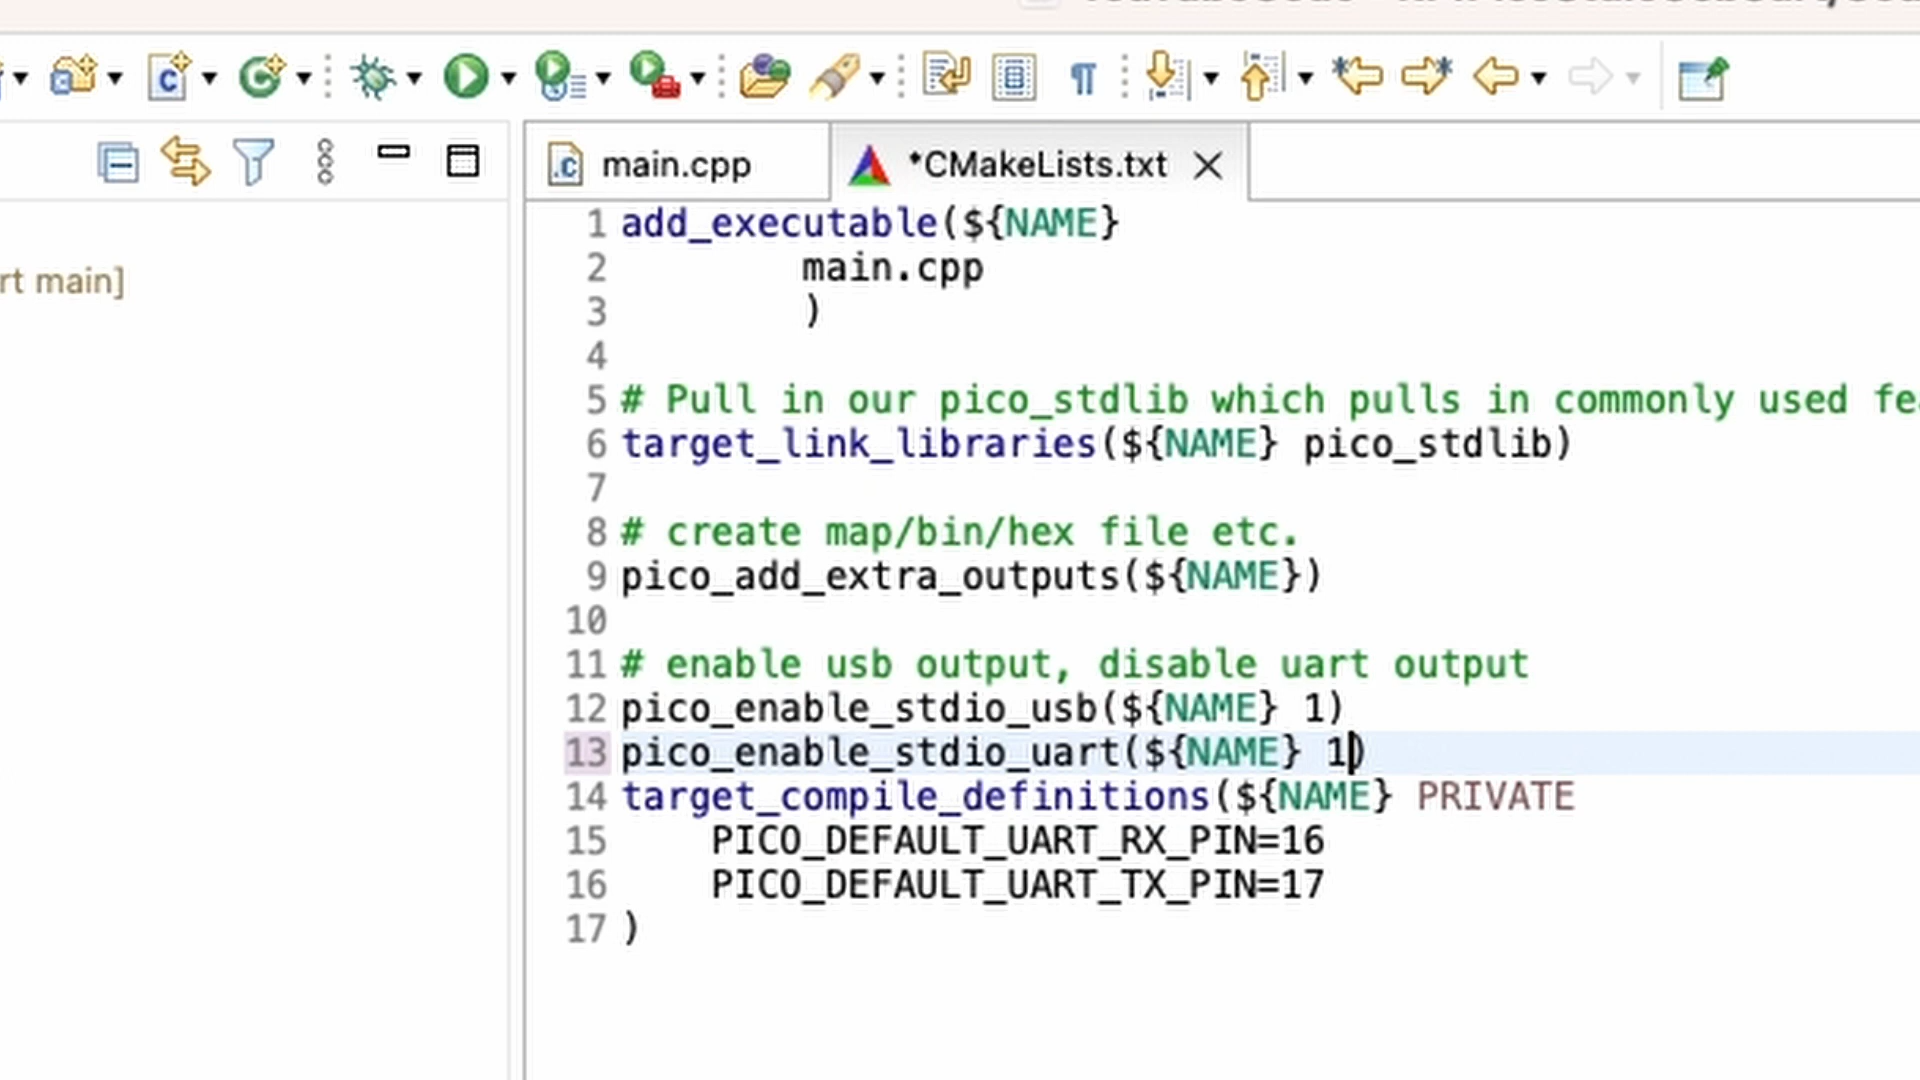 rt main]
main.cpp
*CMakeLists.txt
1 add_executable(${NAME}
2 main.cpp
3 )
4
5 # Pull in our pico_stdlib which pulls in commonly used fe
6 target_link_libraries(${NAME} pico_stdlib)
7
8 # create map/bin/hex file etc.
9 pico_add_extra_outputs(${NAME})
10
11 # enable usb output, disable uart output
12 pico_enable_stdio_usb(${NAME} 1)
13 pico_enable_stdio_uart(${NAME} 1)
14 target_compile_definitions(${NAME} PRIVATE
15 PICO_DEFAULT_UART_RX_PIN=16
16 PICO_DEFAULT_UART_TX_PIN=17
17 )